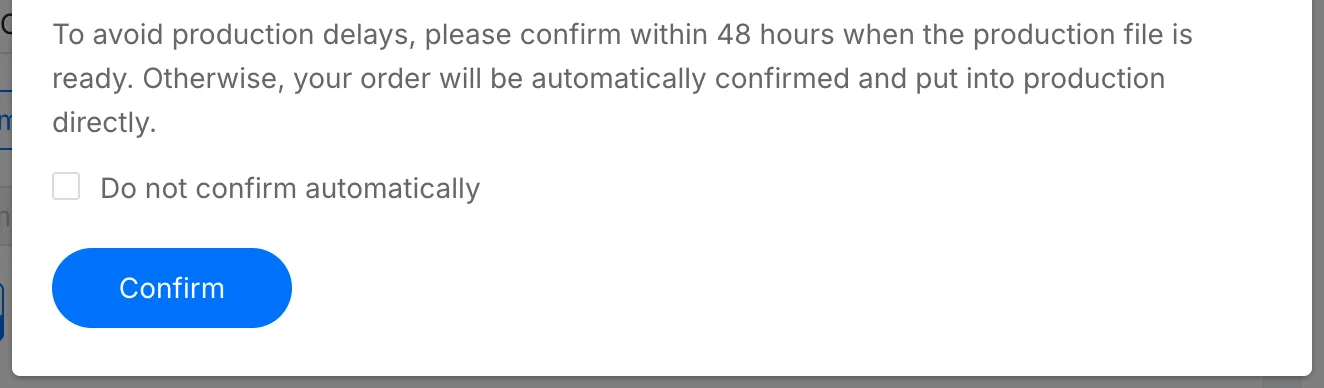 To avoid production delays, please confirm within 48 hours when the production file is
ready. Otherwise, your order will be automatically confirmed and put into production
directly.
Do not confirm automatically
Confirm